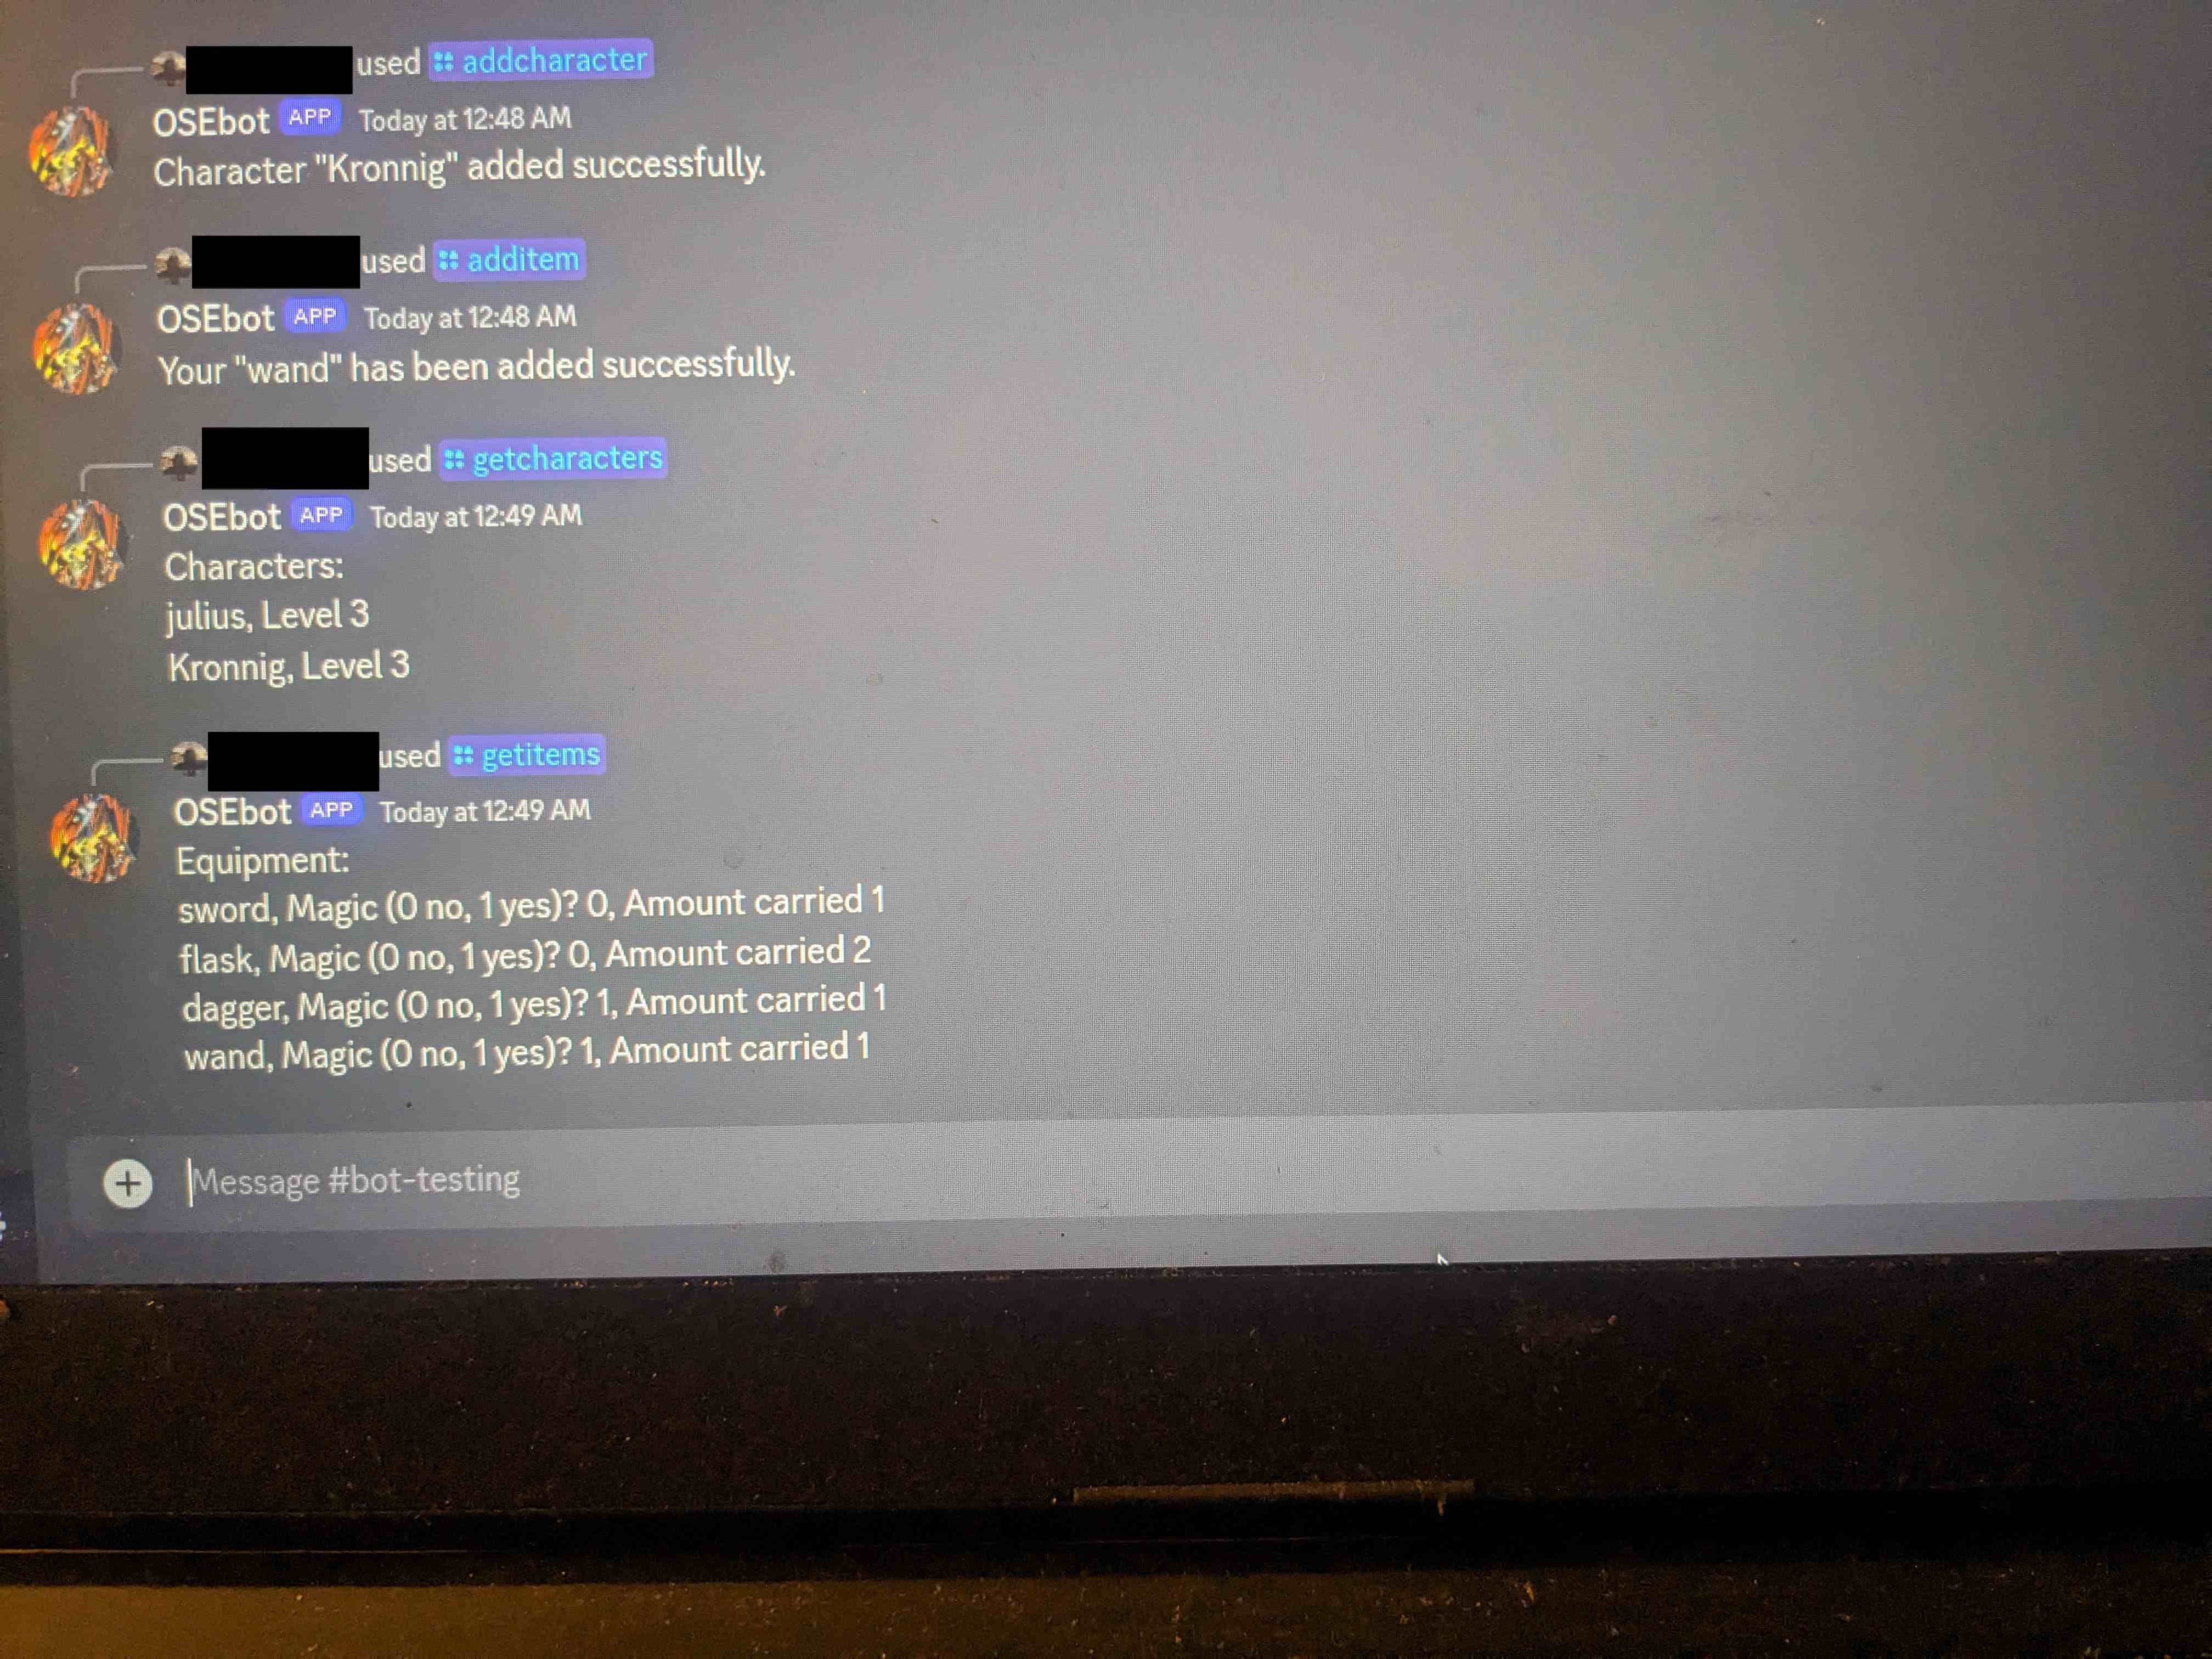 used addcharacter
OSEbot APP Today at 12:48 AM
Character "Kronnig" added successfully.
used additem
OSEbot APP Today at 12:48 AM
Your "wand" has been added successfully.
used getcharacters
OSEbot APP Today at 12:49 AM
Characters:
julius, Level 3
Kronnig, Level 3
used getitems
OSEbot APP Today at 12:49 AM
Equipment:
sword, Magic (0 no, 1 yes)? 0, Amount carried 1
flask, Magic (0 no, 1 yes)? 0, Amount carried 2
dagger, Magic (0 no, 1 yes)? 1, Amount carried 1
wand, Magic (0 no, 1 yes)? 1, Amount carried 1
Message #bot-testing